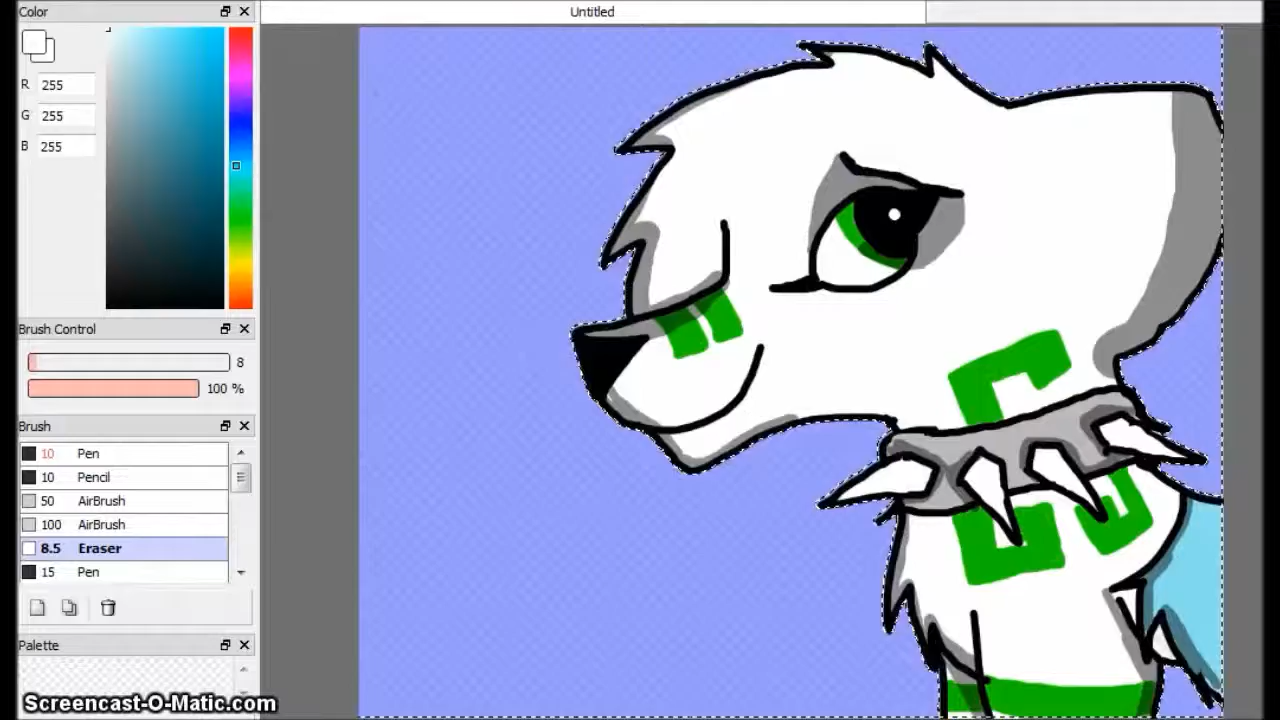 Color
Untitled
R 255
G 255
B 255
Brush Control
8
100 %
Brush
10 Pen
10 Pencil
50 AirBrush
100 AirBrush
8.5 Eraser
15 Pen
Palette
Screencast-O-Matic.com